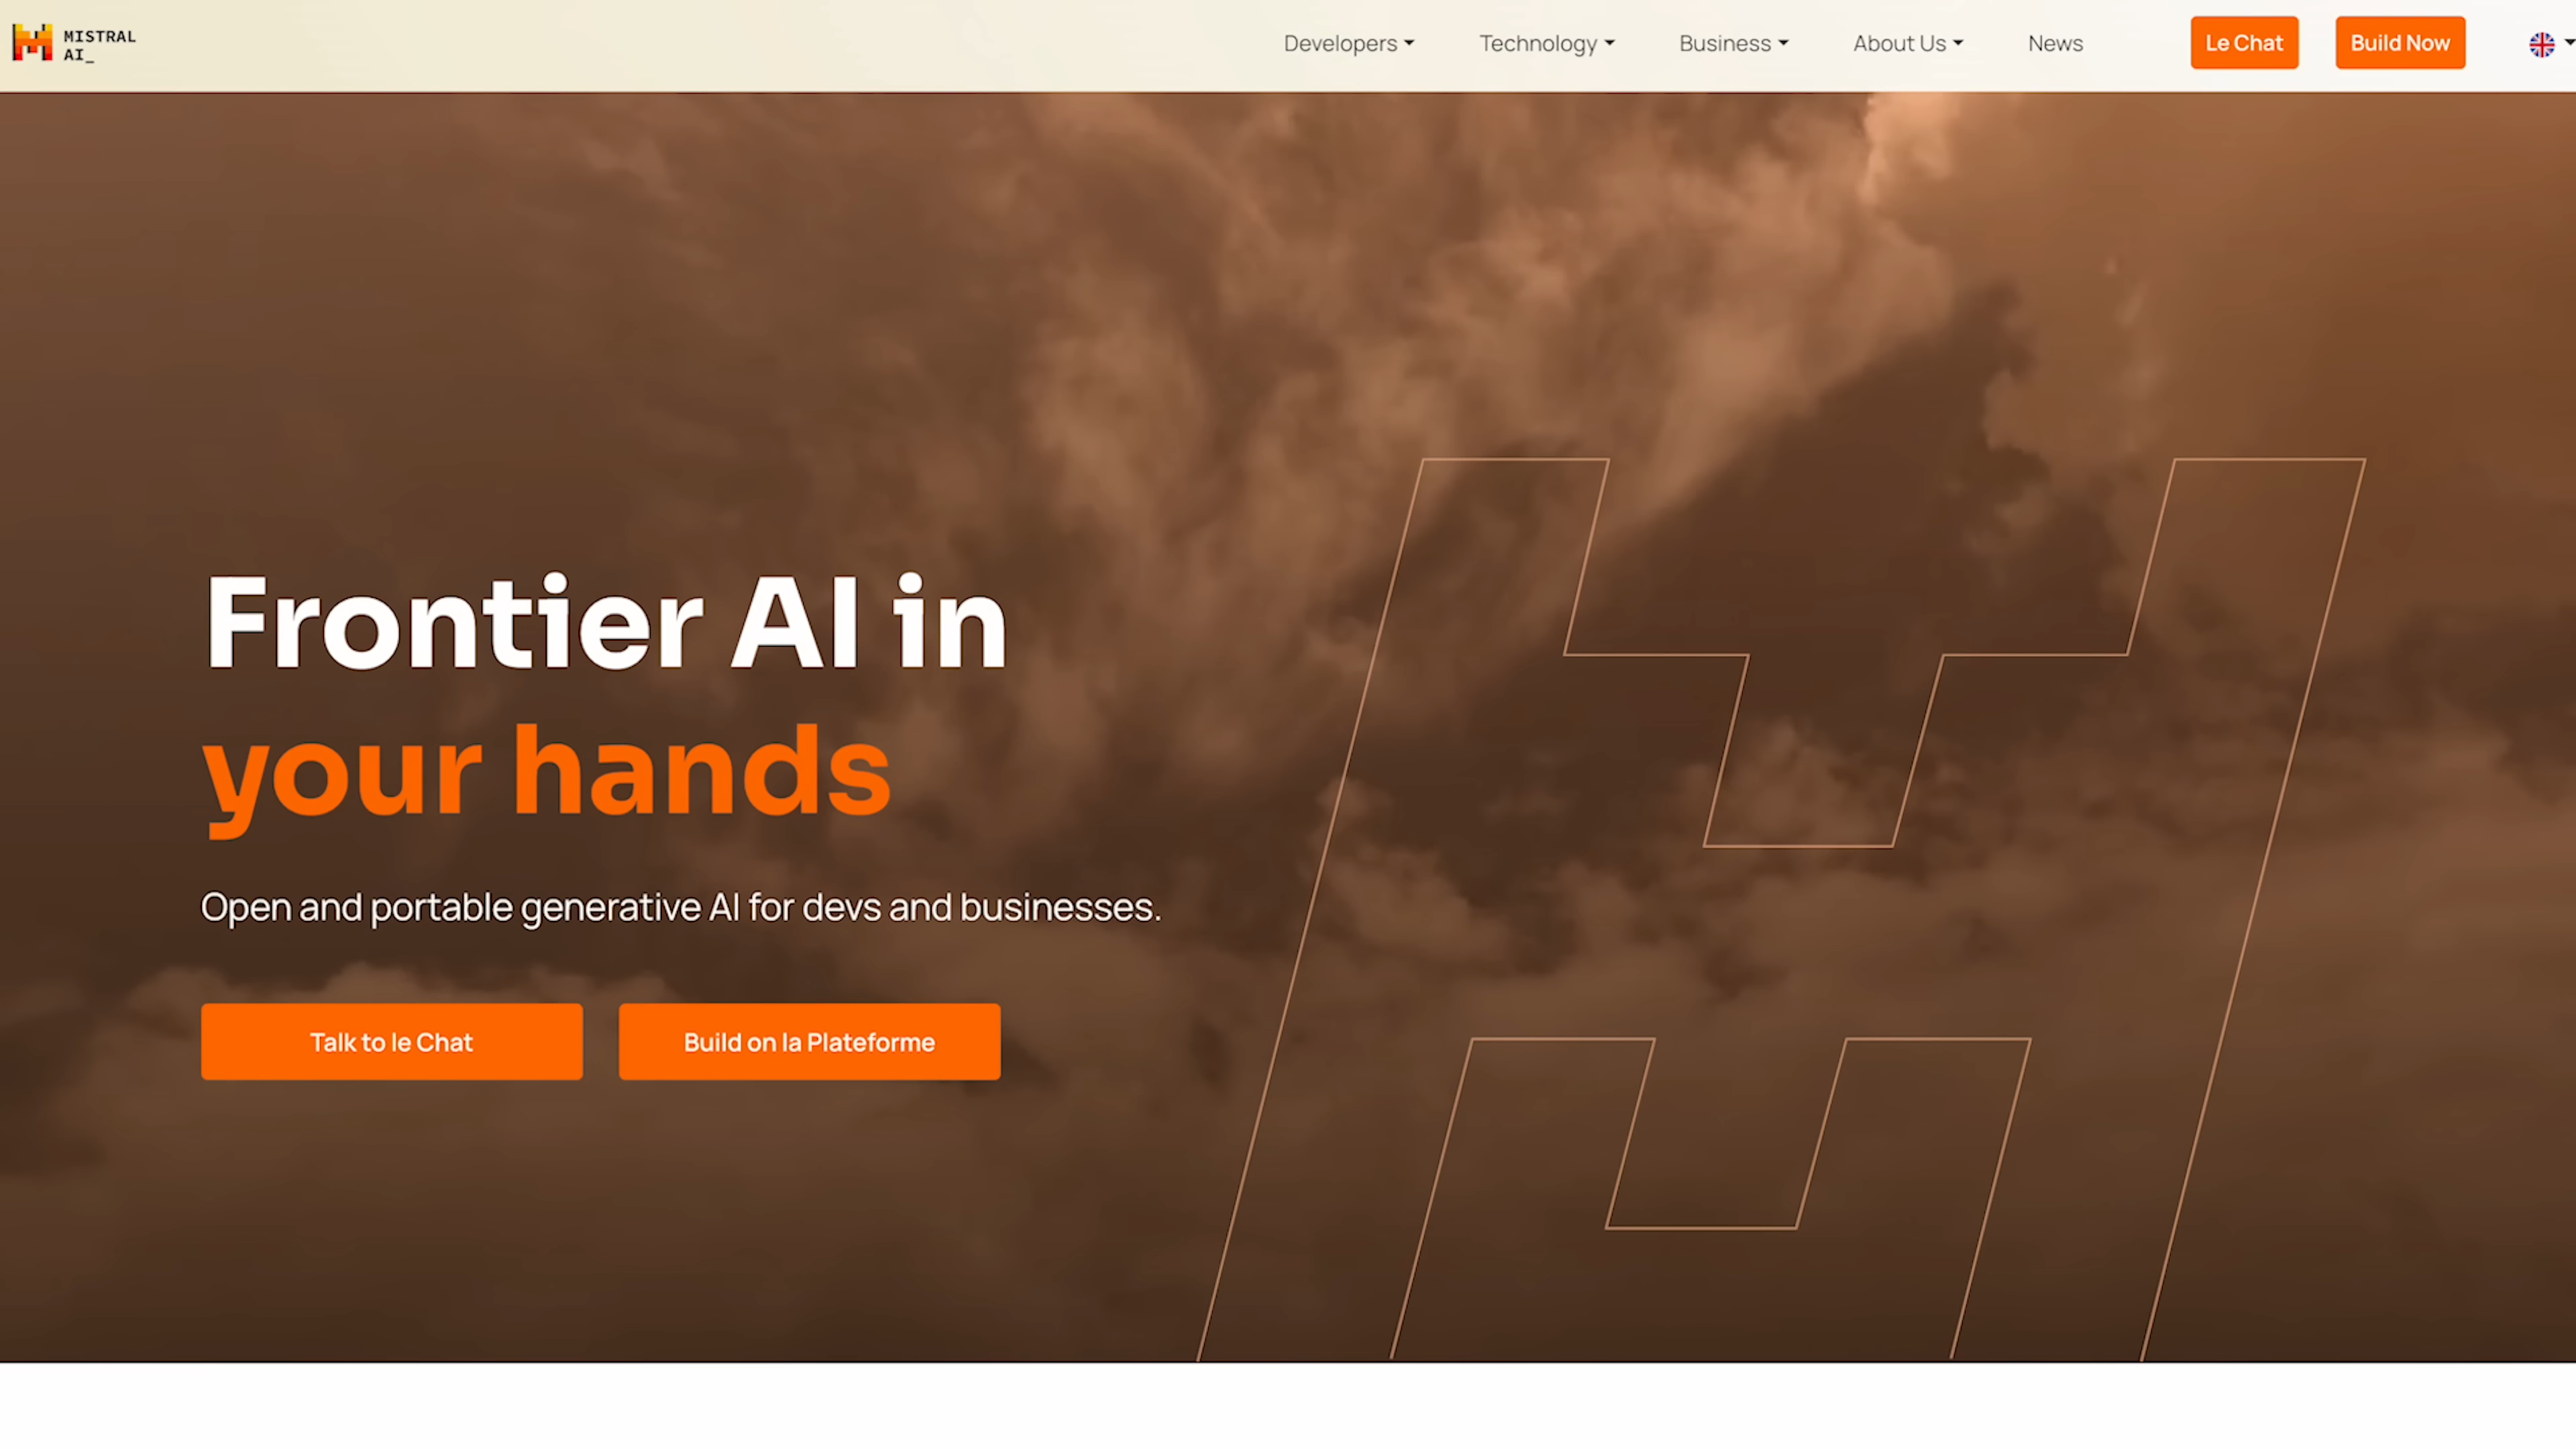 MISTRAL
AI_
Developers
Technology
Business
About Us
News
Le Chat
Build Now
Frontier AI in
your hands
Open and portable generative AI for devs and businesses.
Talk to le Chat
Build on la Plateforme